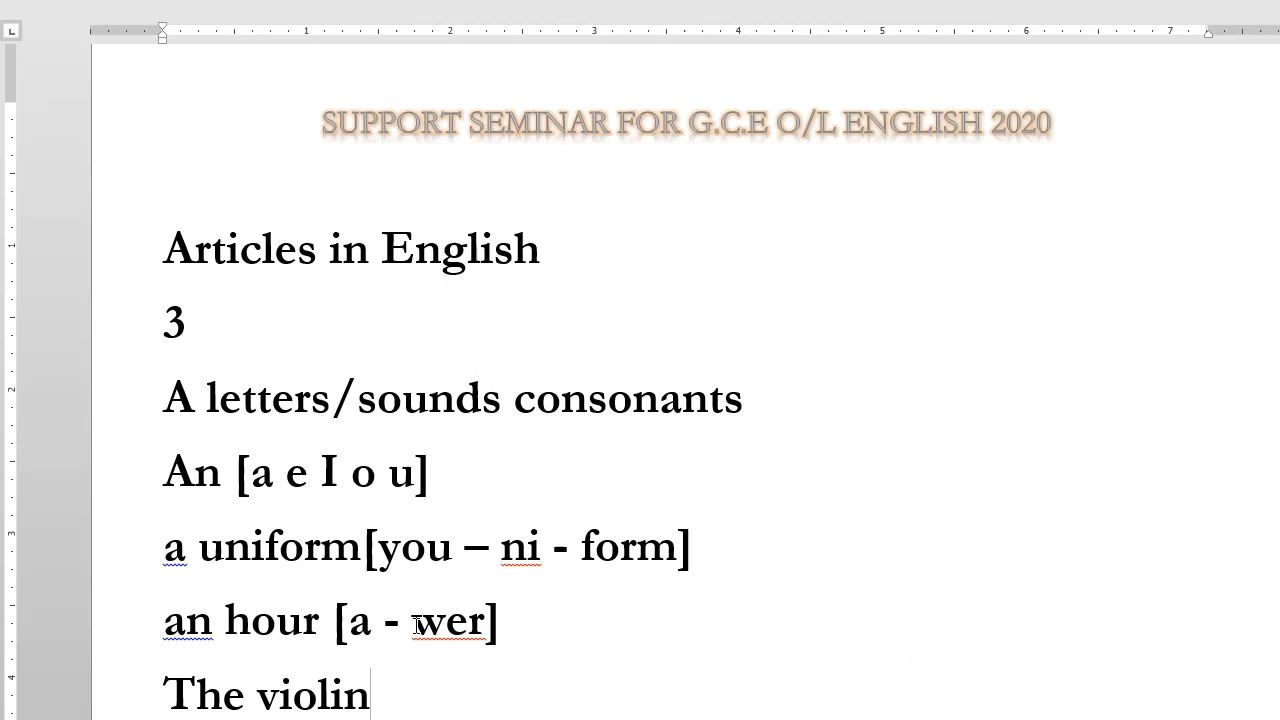 SUPPORT SEMINAR FOR G.C.E O/L ENGLISH 2020
Articles in English
3
A letters/sounds consonants
An [a e I o u]
a uniform[you – ni - form]
an hour [a - wer]
The violin